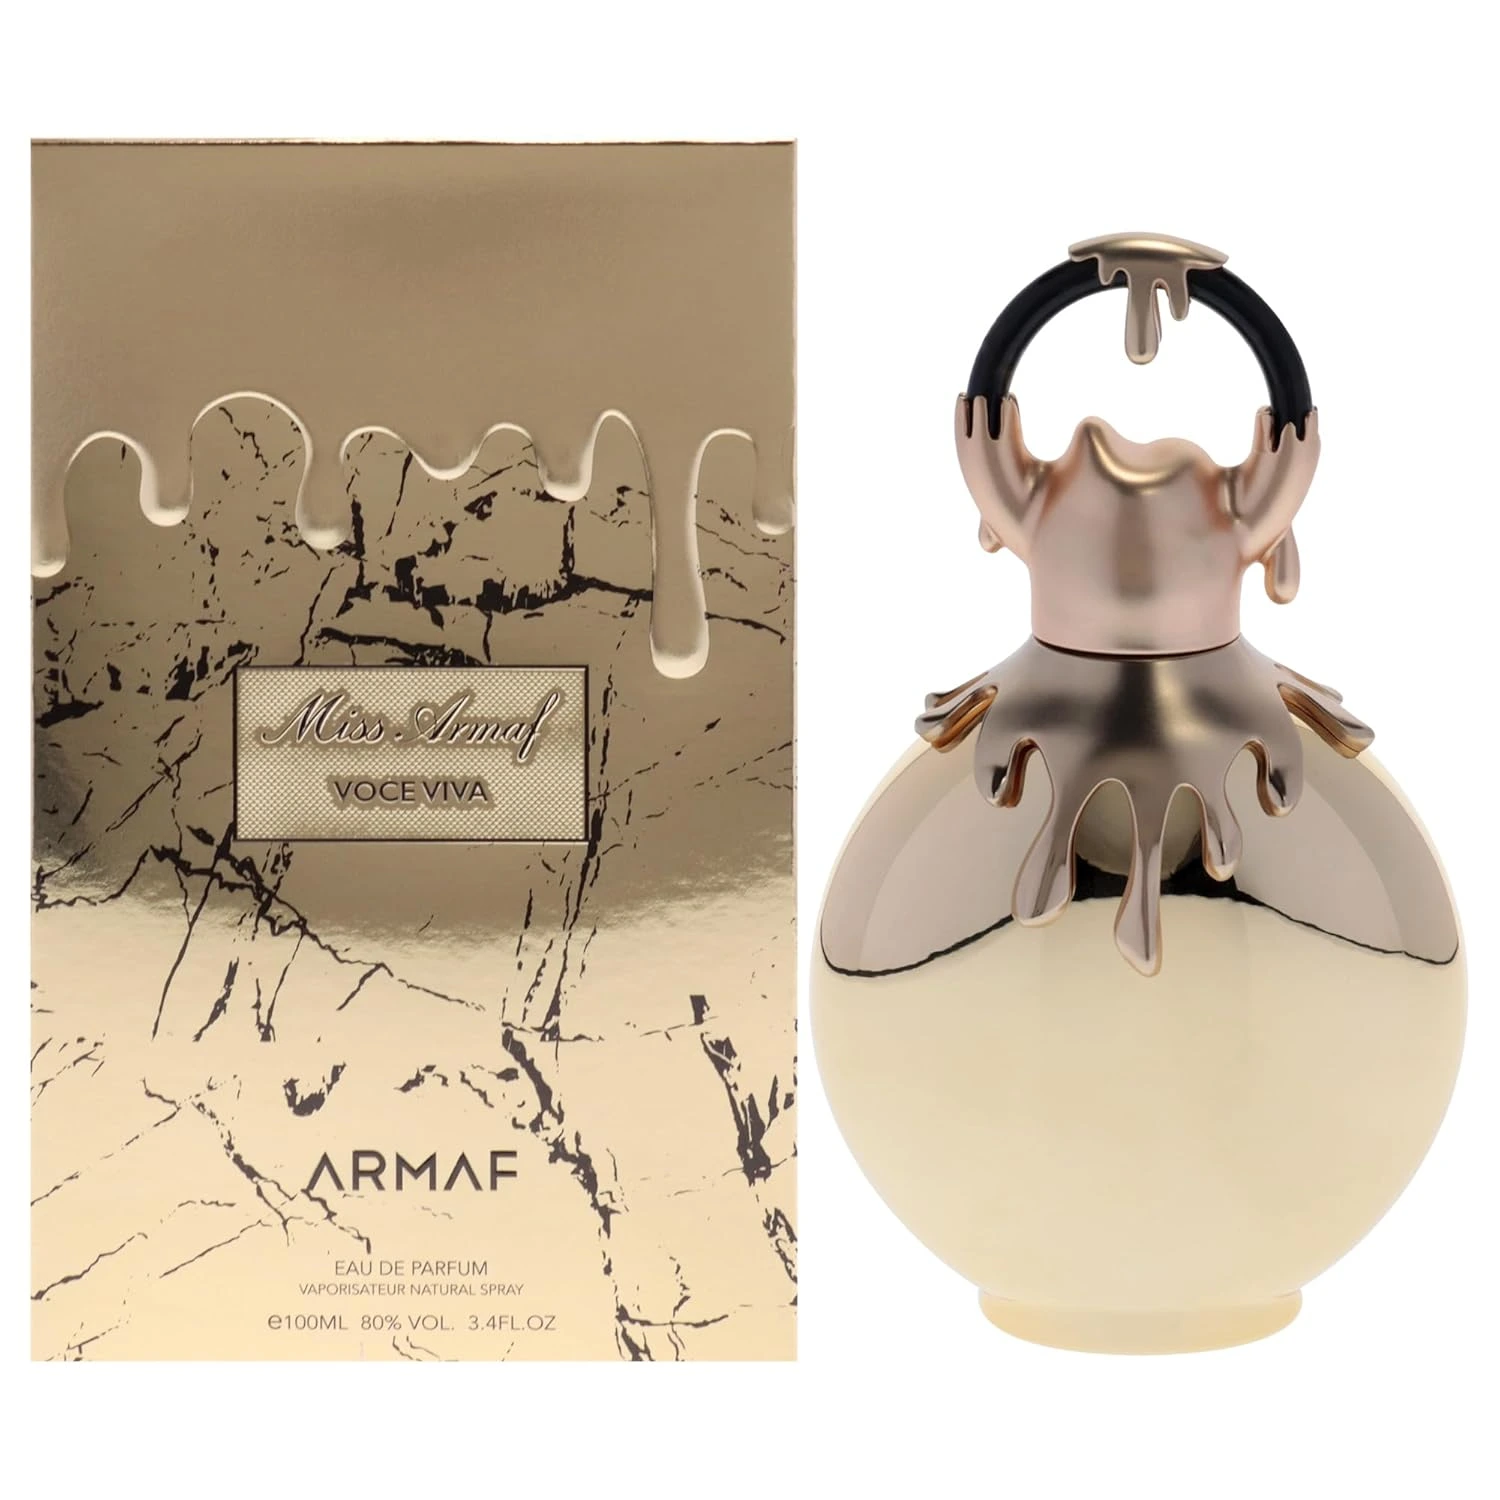 Miss Armaf
VOCE VIVA
ARMAF
EAU DE PARFUM
VAPORISATEUR NATURAL SPRAY
℮100ML 80% VOL. 3.4FL.OZ